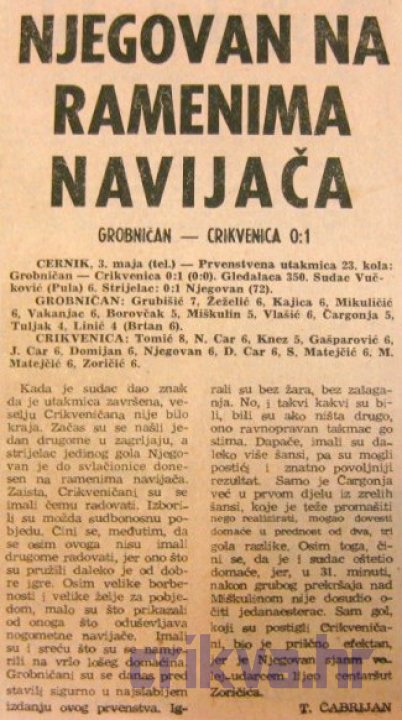 NJEGOVAN NA
RAMENIMA
NAVIJAČA
GROBNIČAN — CRIKVENICA 0:1
CERNIK, 3. maja (tel.) — Prvenstvena utakmica 23. kola:
Grobničan — Crikvenica 0:1 (0:0). Gledalaca 350. Sudac Vuč-
ković (Pula) 6. Strijelac: 0:1 Njegovan (72).
GROBNIČAN: Grubišić 7, Žeželić 6, Kajica 6, Mikuličić
6, Vakanjac 6, Borovčak 5, Miškulin 5, Vlašić 6, Čargonja 5,
Tuljak 4, Linić 4 (Brtan 6).
CRIKVENICA: Tomić 8, N. Car 6, Knez 5, Gašparović 6,
J. Car 6, Domijan 6, Njegovan 6, D. Car 6, S. Matejčić 6, M.
Matejčić 6, Zoričić 6.
Kada je sudac dao znak
da je utakmica završena, ve-
selju Crikveničana nije bilo
kraja. Začas su se našli je-
dan drugome u zagrljaju, a
strijelac jedinog gola Njego-
van je do svlačionice done-
sen na ramenima navijača.
Zaista, Crikveničani su se
imali čemu radovati. Izbori-
li su možda sudbonosnu po-
bjedu. Čini se, međutim, da
se osim ovoga nisu imali
drugome radovati, jer ono što
su pružili daleko je od dob-
re igre. Osim velike borbe-
nosti i velike želje za pobje-
dom, malo su što prikazali
od onoga što oduševljava
nogometne navijače. Imali
su i sreću što su se
rili na vrlo lošeg domaćina.
Grobničani su se danas pred
stavili sigurno u najslabijem
izdanju ovog prvenstva. Ig-
rali su bez žara, bez zalaga-
nja. No, i takvi kakvi su bi-
li, bili su ako ništa drugo,
ono ravnopravan takmac go
stima. Dapače, imali su da-
leko više šansi, pa su mogli
postići i znatno povoljniji
rezultat. Samo je Čargonja
već u prvom djelu iz zrelih
šansi, koje je teže promašiti
nego realizirati, mogao dovesti
domaće u prednost od dva, tri
gola razlike. Osim toga, či-
ni se, da je i sudac oštetio
domaće, jer, u 31. minuti,
nakon grubog prekršaja nad
Miškulinom nije dosudio o-
čiti jedanaesterac. Sam gol,
koji su postigli Crikveniča-
ni, bio je prilično efektan.
Njegovan sjajn
udarcem lijep centaršut
Zoričića.
T. CABRIJAN
crikva.hr